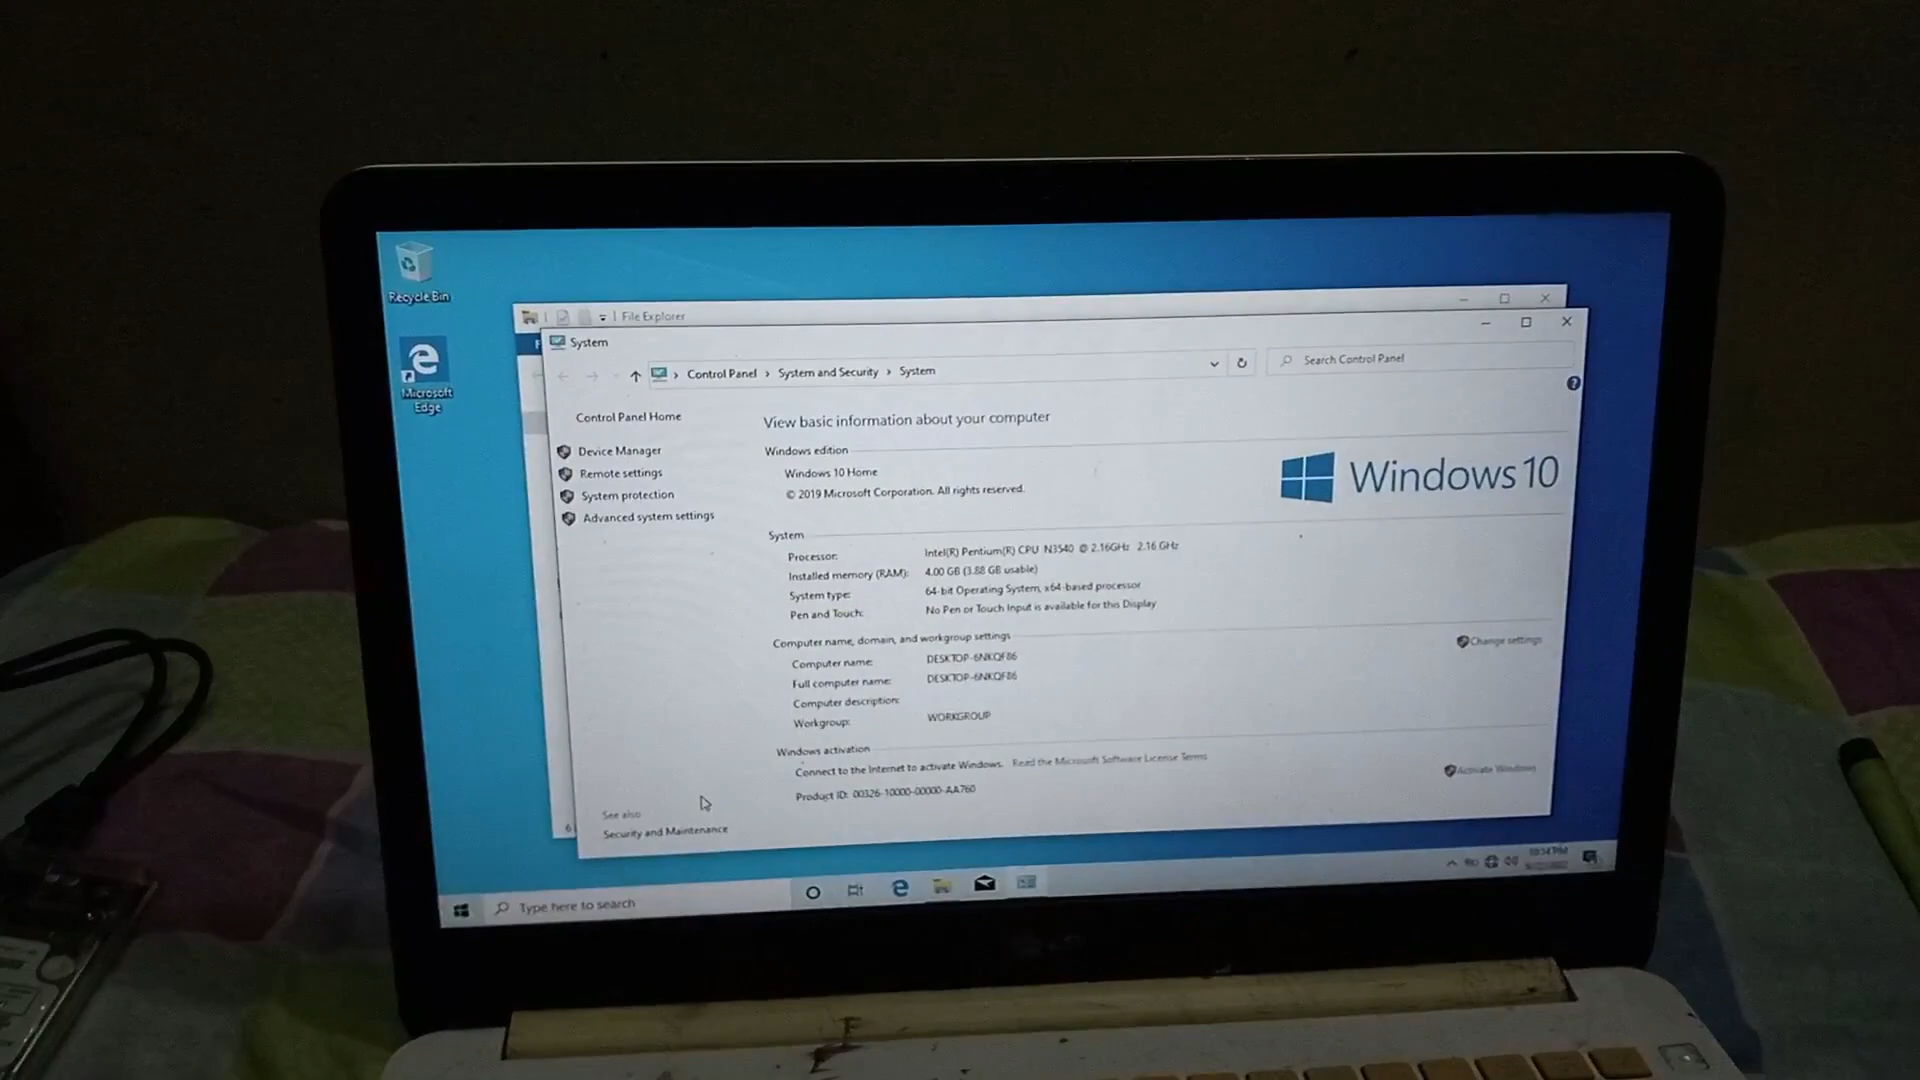 Recycle Bin
Microsoft
Edge
File Explorer
System
Control Panel › System and Security › System
Search Control Panel
Control Panel Home
Device Manager
Remote settings
System protection
Advanced system settings
View basic information about your computer
Windows edition
Windows 10 Home
© 2019 Microsoft Corporation. All rights reserved.
Windows 10
System
Processor: Intel(R) Pentium(R) CPU N3540 @ 2.16GHz 2.16 GHz
Installed memory (RAM): 4.00 GB (3.88 GB usable)
System type: 64-bit Operating System, x64-based processor
Pen and Touch: No Pen or Touch Input is available for this Display
Computer name, domain, and workgroup settings
Computer name: DESKTOP-6NKQF86
Change settings
Full computer name: DESKTOP-6NKQF86
Computer description:
Workgroup: WORKGROUP
Windows activation
Connect to the Internet to activate Windows. Read the Microsoft Software License Terms
Product ID: 00326-10000-00000-AA760
Activate Windows
See also
Security and Maintenance
Type here to search